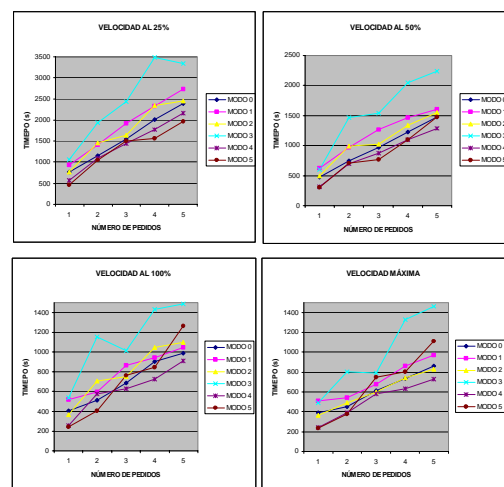 VELOCIDAD AL 25%
3500
3000
2500
2000
1500
1000
500
0
TIMEPO (s)
1 2 3 4 5
NÚMERO DE PEDIDOS
MODO 0
MODO 1
MODO 2
MODO 3
MODO 4
MODO 5
VELOCIDAD AL 50%
2500
2000
1500
1000
500
0
TIMEPO (s)
1 2 3 4 5
NÚMERO DE PEDIDOS
MODO 0
MODO 1
MODO 2
MODO 3
MODO 4
MODO 5
VELOCIDAD AL 100%
1400
1200
1000
800
600
400
200
0
TIMEPO (s)
1 2 3 4 5
NÚMERO DE PEDIDOS
MODO 0
MODO 1
MODO 2
MODO 3
MODO 4
MODO 5
VELOCIDAD MÁXIMA
1400
1200
1000
800
600
400
200
0
TIMEPO (s)
1 2 3 4 5
NÚMERO DE PEDIDOS
MODO 0
MODO 1
MODO 2
MODO 3
MODO 4
MODO 5